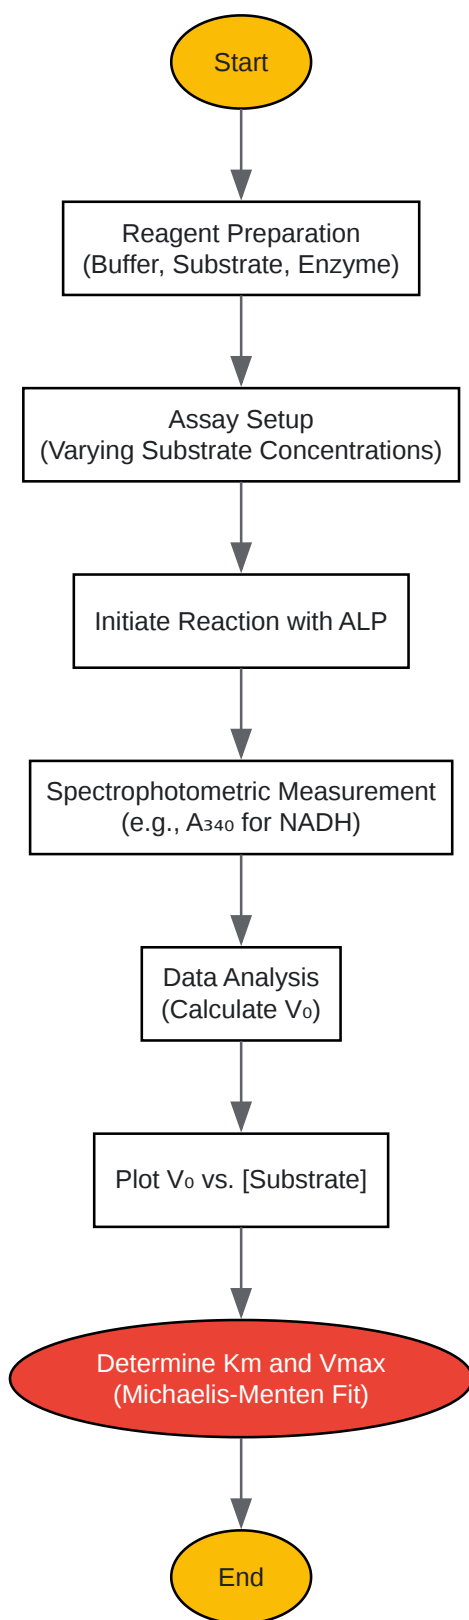 Start
Reagent Preparation
(Buffer, Substrate, Enzyme)
Assay Setup
(Varying Substrate Concentrations)
Initiate Reaction with ALP
Spectrophotometric Measurement
(e.g., A₃₄₀ for NADH)
Data Analysis
(Calculate V₀)
Plot V₀ vs. [Substrate]
Determine Km and Vmax
(Michaelis-Menten Fit)
End